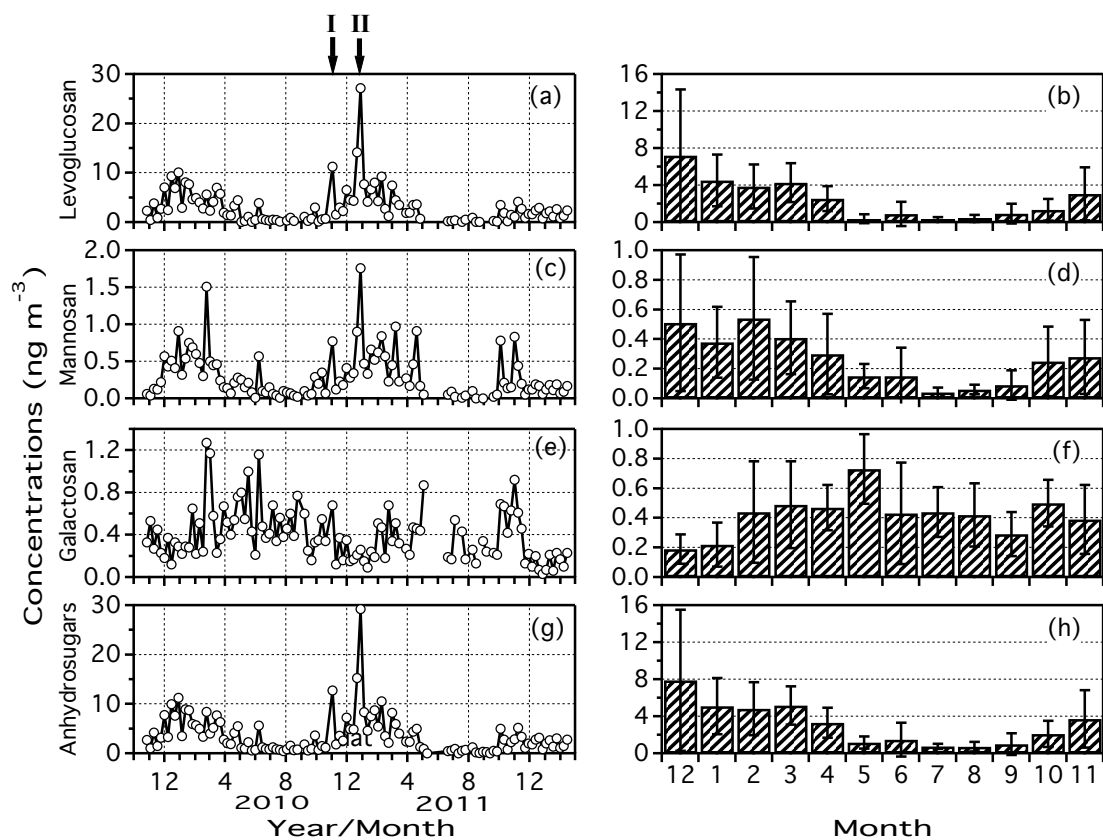 I II
30 20 10 0
Levoglucosan
(a)
16 12 8 4 0
(b)
2.0 1.5 1.0 0.5 0.0
Mannosan
(c)
1.0 0.8 0.6 0.4 0.2 0.0
(d)
1.2 0.8 0.4 0.0
Galactosan
(e)
1.0 0.8 0.6 0.4 0.2 0.0
(f)
30 20 10 0
Anhydrosugars
(g)
16 12 8 4 0
(h)
Concentrations (ng m⁻³)
12 4 8 12 4 8 12
2010 2011
Year/Month
12 1 2 3 4 5 6 7 8 9 10 11
Month